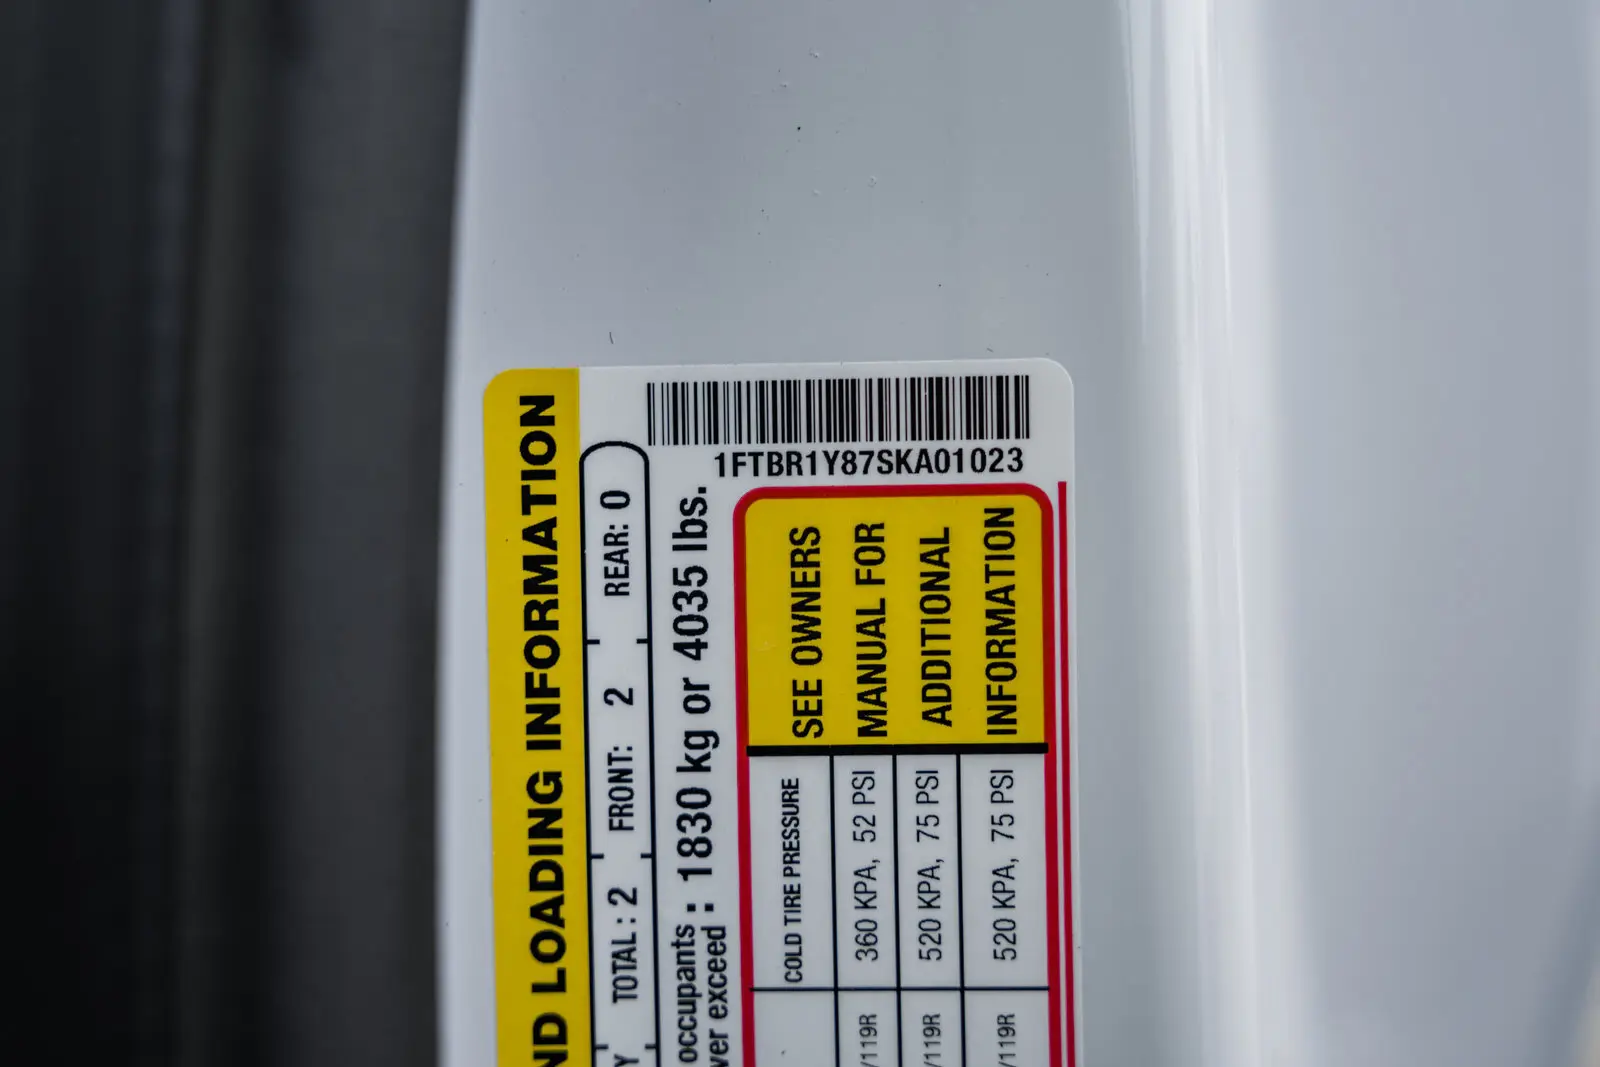 1FTBR1Y87SKA01023
ND LOADING INFORMATION
Y TOTAL : 2 FRONT: 2 REAR: 0
occupants
ver exceed : 1830 kg or 4035 lbs.
COLD TIRE PRESSURE
/119R 360 KPA, 52 PSI
/119R 520 KPA, 75 PSI
/119R 520 KPA, 75 PSI
SEE OWNERS
MANUAL FOR
ADDITIONAL
INFORMATION